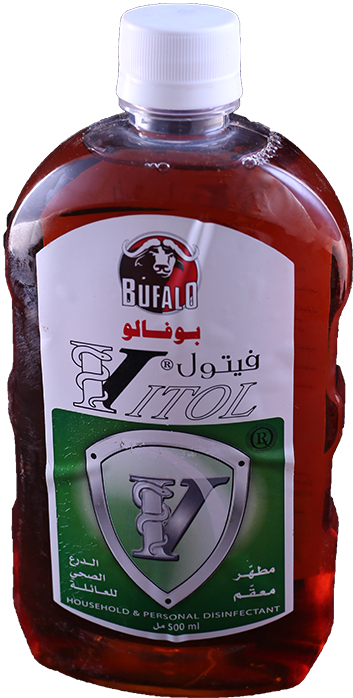 BUFALO
بوفالو
فيتول®
VITOL
®
V
الدرع
الصحي
للعائلة
مطهر
معقم
HOUSEHOLD & PERSONAL DISINFECTANT
500 ml مل